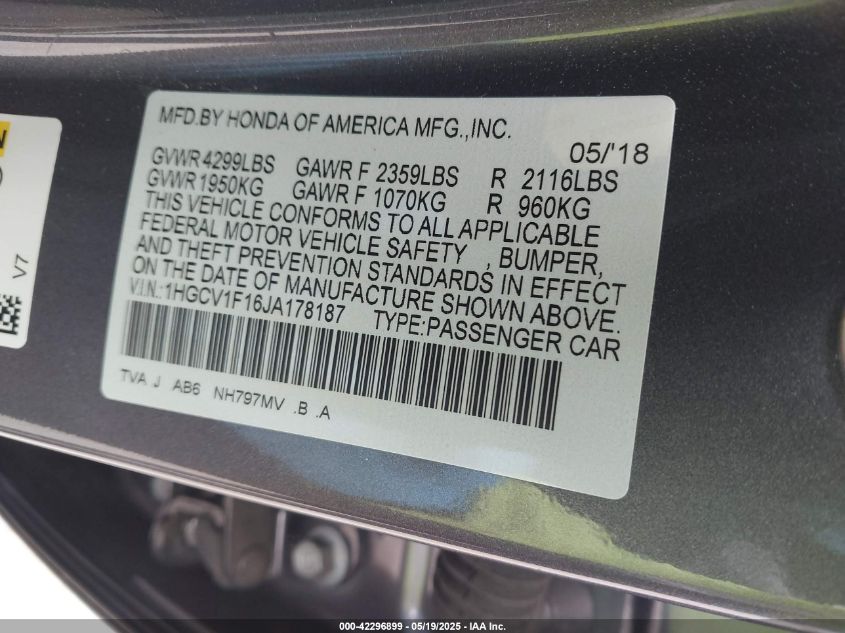 MFD.BY HONDA OF AMERICA MFG.,INC.
05/'18
GVWR 4299LBS GAWR F 2359LBS R 2116LBS
GVWR 1950KG GAWR F 1070KG R 960KG
THIS VEHICLE CONFORMS TO ALL APPLICABLE
FEDERAL MOTOR VEHICLE SAFETY , BUMPER,
AND THEFT PREVENTION STANDARDS IN EFFECT
ON THE DATE OF MANUFACTURE SHOWN ABOVE.
V.I.N.:1HGCV1F16JA178187 TYPE:PASSENGER CAR
TVA J AB6 NH797MV .B .A
V7
000-42296899 - 05/19/2025 - IAA Inc.